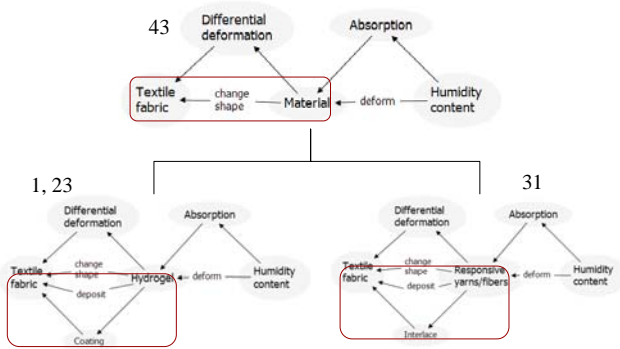 43
Differential
deformation
Absorption
Textile
fabric
change
shape
Material
deform
Humidity
content
1, 23
Differential
deformation
Absorption
Textile
fabric
change
shape
deposit
Hydrogel
deform
Humidity
content
Coating
31
Differential
deformation
Absorption
Textile
fabric
change
shape
deposit
Responsive
yarns/fibers
deform
Humidity
content
Interlace